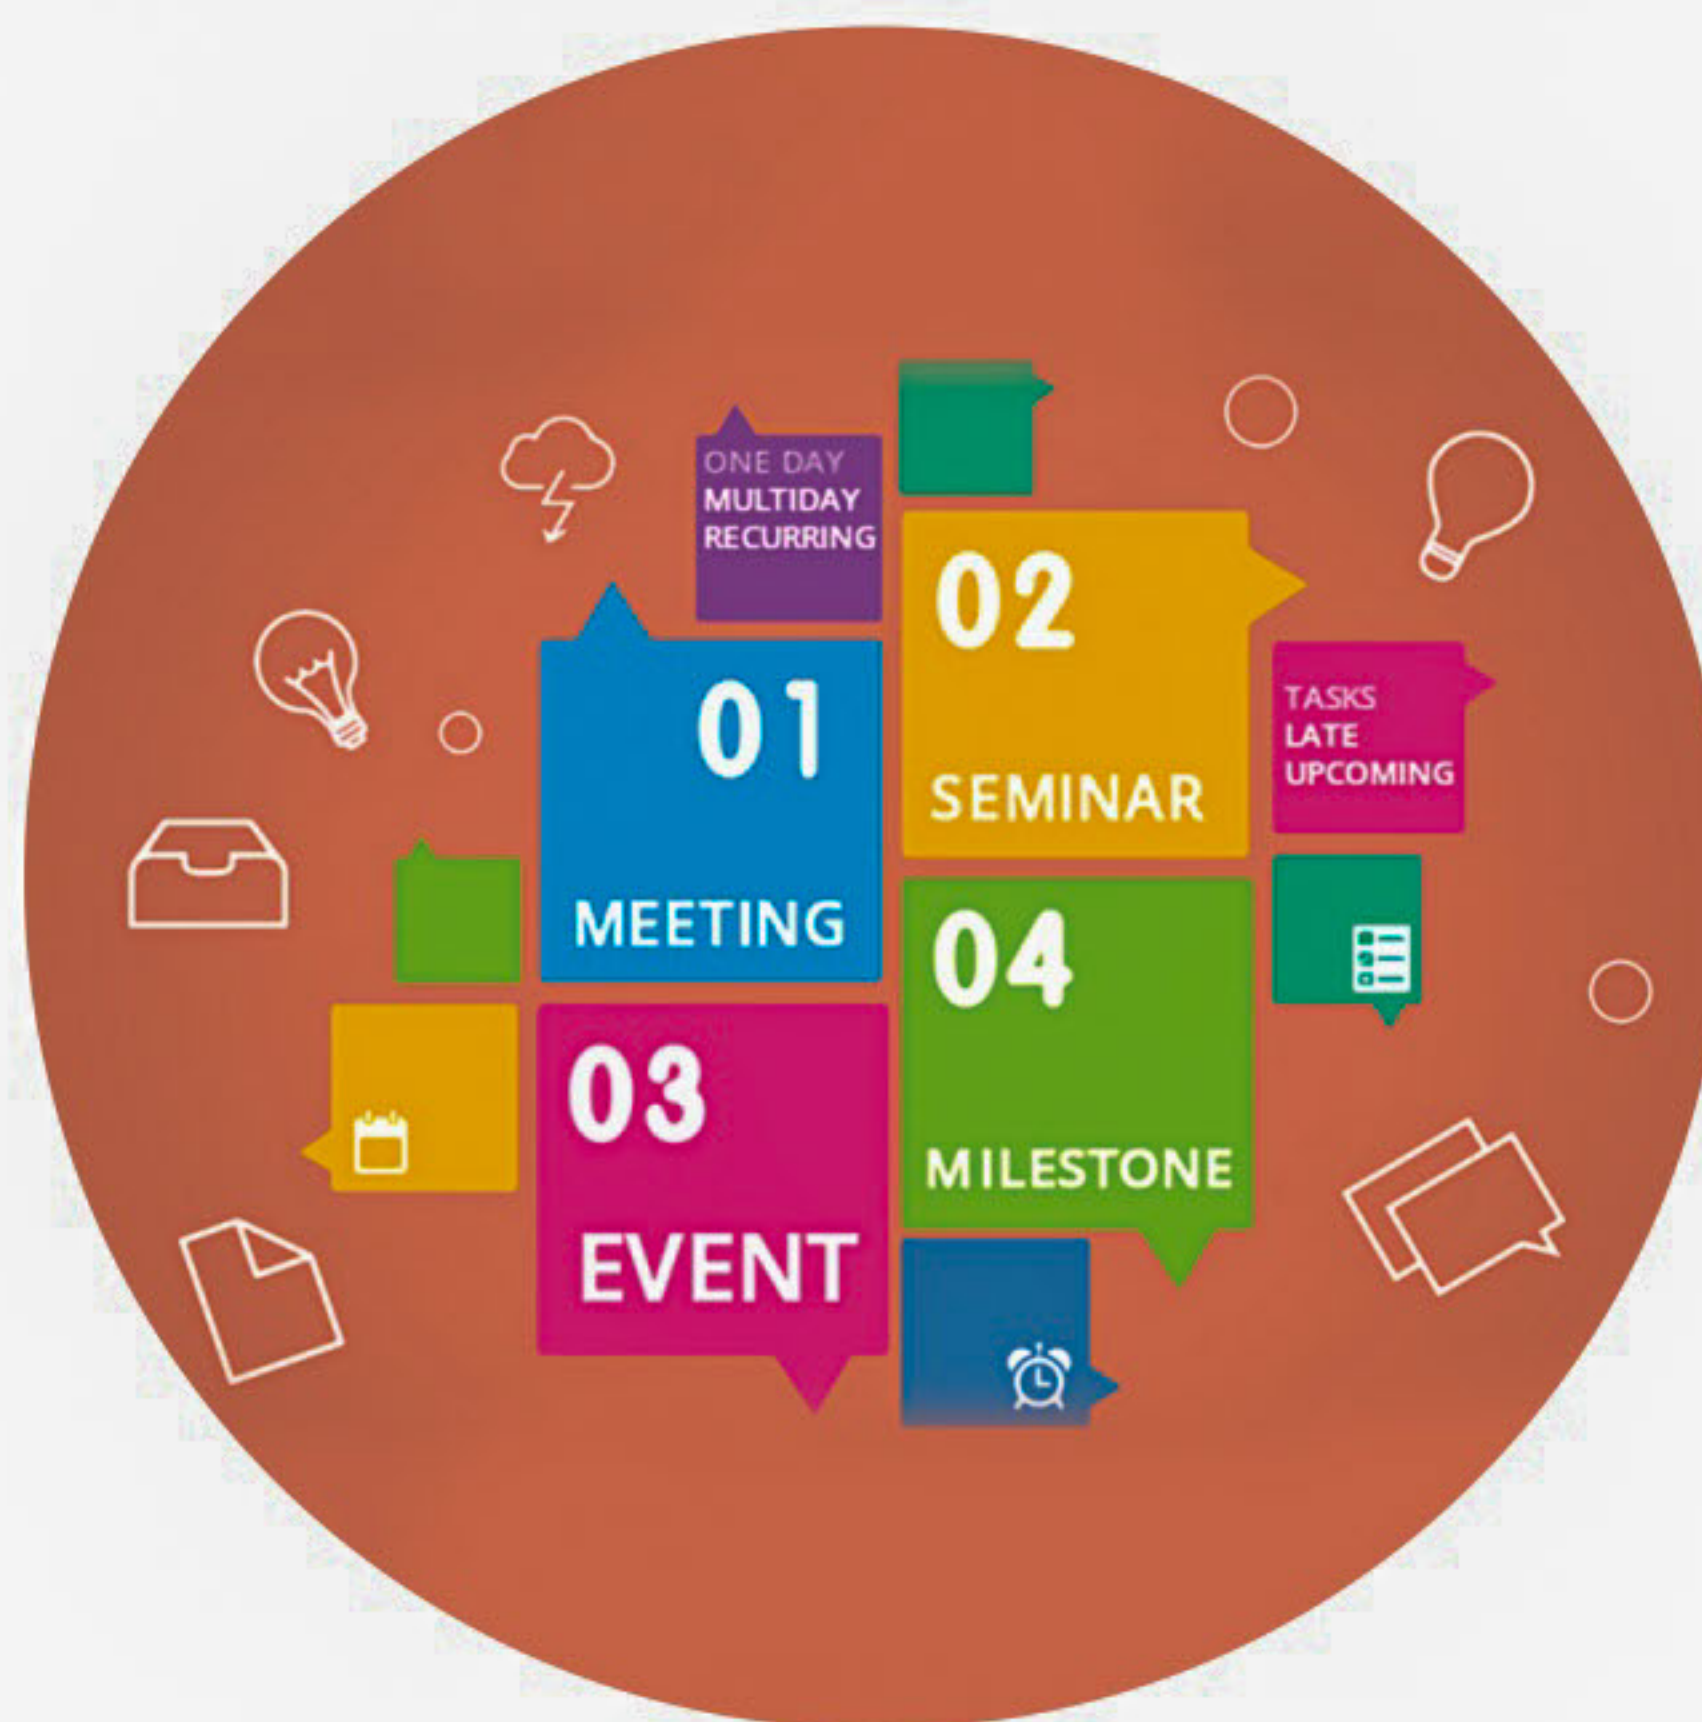 ONE DAY
MULTIDAY
RECURRING
01
MEETING
02
SEMINAR
TASKS
LATE
UPCOMING
03
EVENT
04
MILESTONE